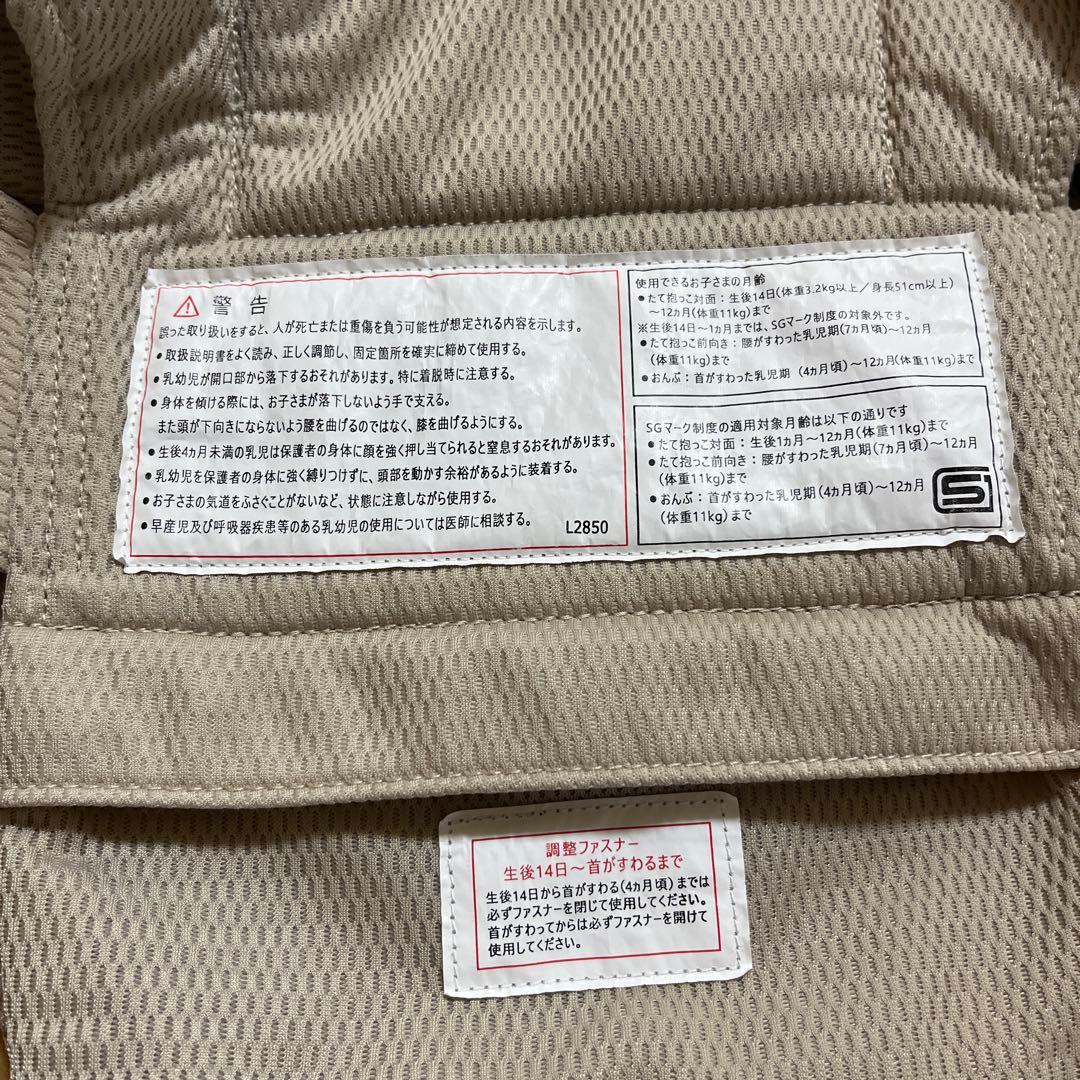 警告
誤った取り扱いをすると、人が死亡または重傷を負う可能性が想定される内容を示します。
●取扱説明書をよく読み、正しく調節し、固定箇所を確実に締めて使用する。
●乳幼児が開口部から落下するおそれがあります。特に着脱時に注意する。
●身体を傾ける際には、お子さまが落下しないよう手で支える。
また頭が下向きにならないよう腰を曲げるのではなく、膝を曲げるようにする。
●生後4カ月未満の乳児は保護者の身体に顔を強く押し当てられると窒息するおそれがあります。
●乳幼児を保護者の身体に強く縛りつけずに、頭部を動かす余裕があるように装着する。
●お子さまの気道をふさぐことがないなど、状態に注意しながら使用する。
●早産児及び呼吸器疾患等のある乳幼児の使用については医師に相談する。
L2850
使用できるお子さまの月齢
●たて抱っこ対面：生後14日(体重3.2kg以上／身長51cm以上)
～12カ月(体重11kg)まで
※生後14日～1カ月までは、SGマーク制度の対象外です。
●たて抱っこ前向き：腰がすわった乳児期(7カ月頃)～12カ月
(体重11kg)まで
●おんぶ：首がすわった乳児期 (4カ月頃)～12カ月(体重11kg)まで
SGマーク制度の適用対象月齢は以下の通りです
●たて抱っこ対面：生後1カ月～12カ月(体重11kg)まで
●たて抱っこ前向き：腰がすわった乳児期(7カ月頃)～12カ月
(体重11kg)まで
●おんぶ：首がすわった乳児期(4カ月頃)～12カ月
(体重11kg)まで
SG
調整ファスナー
生後14日～首がすわるまで
生後14日から首がすわる(4カ月頃)までは
必ずファスナーを閉じて使用してください。
首がすわってからは必ずファスナーを開けて
使用してください。